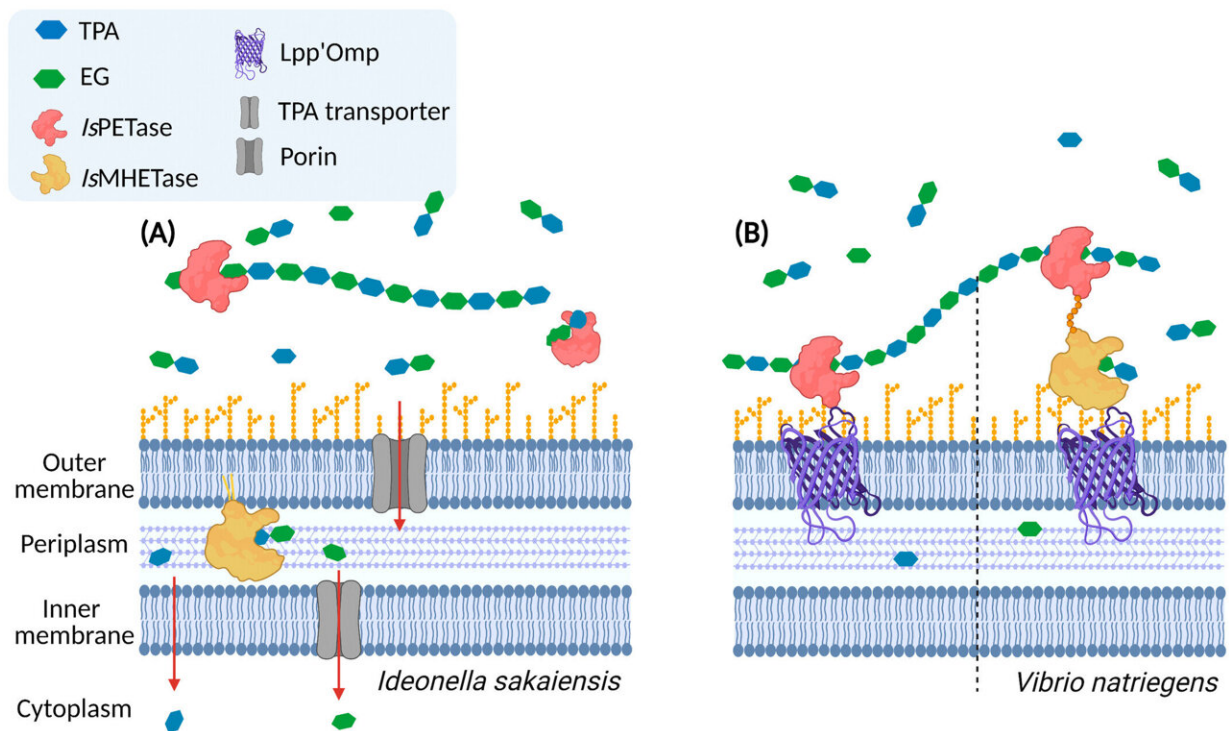 TPA
EG
IsPETase
IsMHETase
Lpp'Omp
TPA transporter
Porin
(A)
(B)
Outer
membrane
Periplasm
Inner
membrane
Cytoplasm
Ideonella sakaiensis
Vibrio natriegens